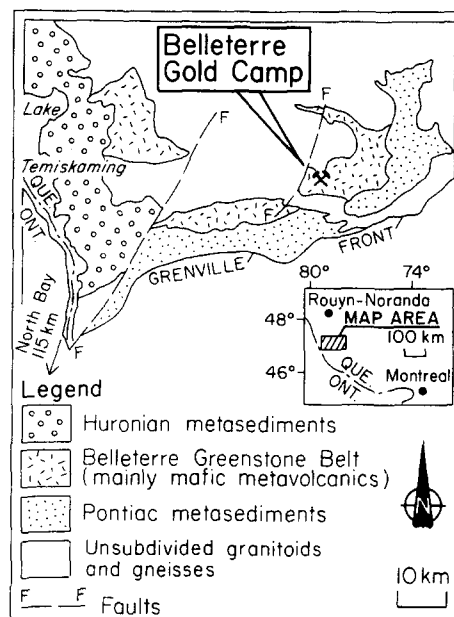 Belleterre
Gold Camp
F
F
Lake
Temiskaming
QUE.
ONT.
F
FRONT
GRENVILLE
North Bay
115 km
F
80° 74°
Rouyn-Noranda
48°
MAP AREA
100 km
46°
QUE.
ONT.
Montreal
Legend
Huronian metasediments
Belleterre Greenstone Belt
(mainly mafic metavolcanics)
Pontiac metasediments
Unsubdivided granitoids
and gneisses
F F Faults
N
10 km